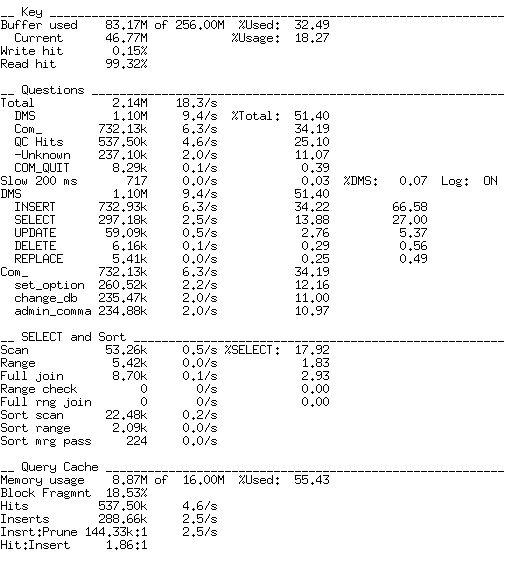 __ Key _________________________________________________________________
Buffer used    83.17M of 256.00M  %Used:  32.49
  Current      46.77M            %Usage:  18.27
Write hit       0.15%
Read hit       99.32%
__ Questions ___________________________________________________________
Total           2.14M    18.3/s
  DMS           1.10M     9.4/s  %Total:  51.40
  Com_        732.13k     6.3/s           34.19
  QC Hits     537.50k     4.6/s           25.10
  -Unknown    237.10k     2.0/s           11.07
  COM_QUIT      8.29k     0.1/s            0.39
Slow 200 ms       717     0.0/s            0.03  %DMS:   0.07  Log:  ON
DMS             1.10M     9.4/s           51.40
  INSERT      732.93k     6.3/s           34.22         66.58
  SELECT      297.18k     2.5/s           13.88         27.00
  UPDATE       59.09k     0.5/s            2.76          5.37
  DELETE        6.16k     0.1/s            0.29          0.56
  REPLACE       5.41k     0.0/s            0.25          0.49
Com_          732.13k     6.3/s           34.19
  set_option  260.52k     2.2/s           12.16
  change_db   235.47k     2.0/s           11.00
  admin_comma 234.88k     2.0/s           10.97
__ SELECT and Sort _____________________________________________________
Scan           53.26k     0.5/s %SELECT:  17.92
Range           5.42k     0.0/s            1.83
Full join       8.70k     0.1/s            2.93
Range check         0       0/s            0.00
Full rng join       0       0/s            0.00
Sort scan      22.48k     0.2/s
Sort range      2.09k     0.0/s
Sort mrg pass     224     0.0/s
__ Query Cache _________________________________________________________
Memory usage    8.87M of  16.00M  %Used:  55.43
Block Fragmnt  18.53%
Hits          537.50k     4.6/s
Inserts       288.66k     2.5/s
Insrt:Prune 144.33k:1     2.5/s
Hit:Insert     1.86:1